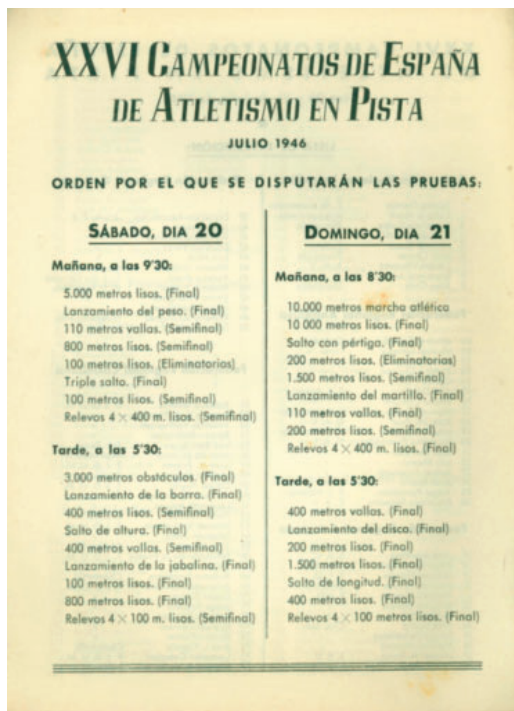 XXVI CAMPEONATOS DE ESPAÑA
DE ATLETISMO EN PISTA
JULIO 1946
ORDEN POR EL QUE SE DISPUTARÁN LAS PRUEBAS:
SÁBADO, DIA 20
Mañana, a las 9'30:
5.000 metros lisos. (Final)
Lanzamiento del peso. (Final)
110 metros vallas. (Semifinal)
800 metros lisos. (Semifinal)
100 metros lisos. (Eliminatorias)
Triple salto. (Final)
100 metros lisos. (Semifinal)
Relevos 4 × 400 m. lisos. (Semifinal)
Tarde, a las 5'30:
3.000 metros obstáculos. (Final)
Lanzamiento de la barra. (Final)
400 metros lisos. (Semifinal)
Salto de altura. (Final)
400 metros vallas. (Semifinal)
Lanzamiento de la jabalina. (Final)
100 metros lisos. (Final)
800 metros lisos. (Final)
Relevos 4 × 100 m. lisos. (Semifinal)
DOMINGO, DIA 21
Mañana, a las 8'30:
10.000 metros marcha atlética
10 000 metros lisos. (Final)
Salto con pértiga. (Final)
200 metros lisos. (Eliminatorias)
1.500 metros lisos. (Semifinal)
Lanzamiento del martillo. (Final)
110 metros vallas. (Final)
200 metros lisos. (Semifinal)
Relevos 4 × 400 m. lisos. (Final)
Tarde, a las 5'30:
400 metros vallas. (Final)
Lanzamiento del disco. (Final)
200 metros lisos. (Final)
1.500 metros lisos. (Final)
Salto de longitud. (Final)
400 metros lisos. (Final)
Relevos 4 × 100 metros lisos. (Final)